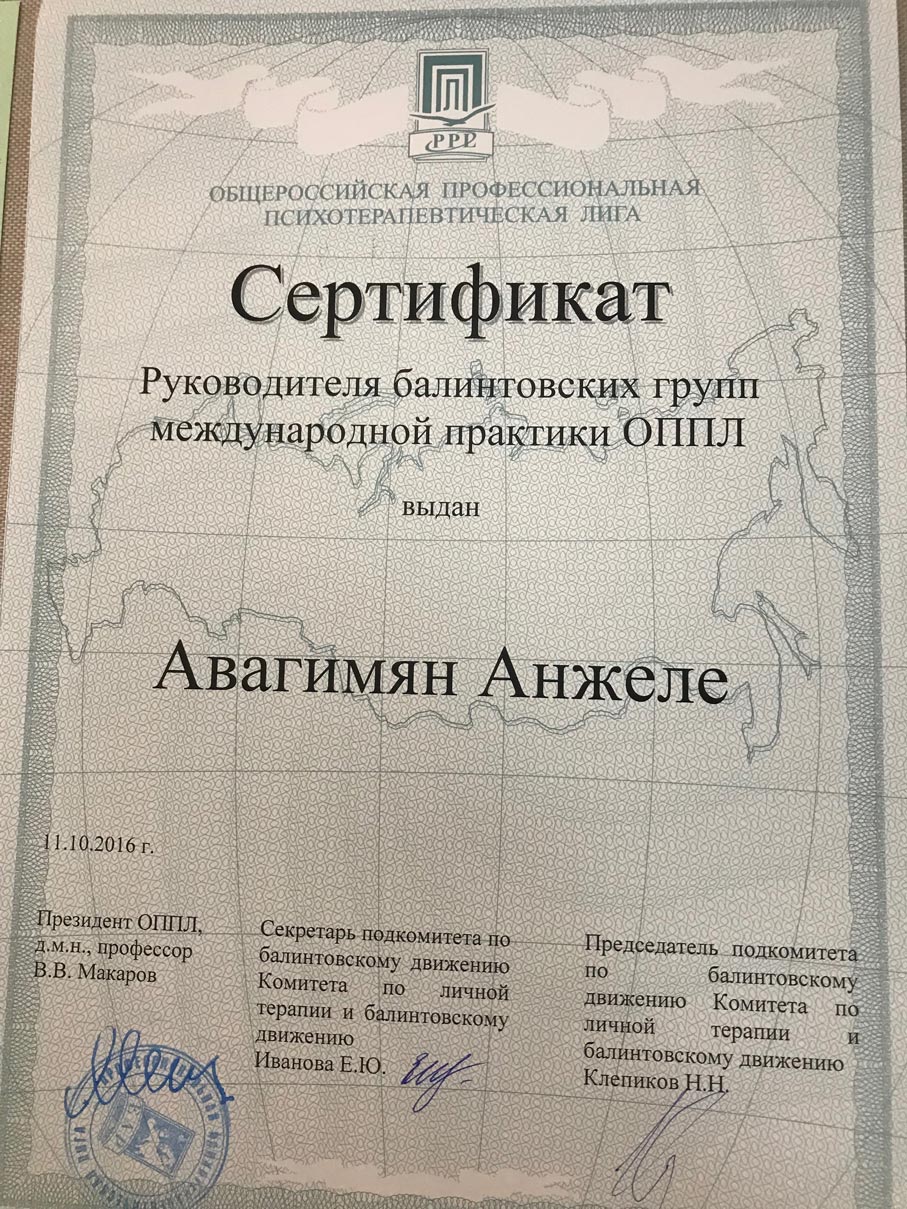 ППЛ
PPL
ОБЩЕРОССИЙСКАЯ ПРОФЕССИОНАЛЬНАЯ
ПСИХОТЕРАПЕВТИЧЕСКАЯ ЛИГА
Сертификат
Руководителя балинтовских групп
международной практики ОППЛ
выдан
Авагимян Анжеле
11.10.2016 г.
Президент ОППЛ,
д.м.н., профессор
В.В. Макаров
Секретарь подкомитета по
балинтовскому движению
Комитета по личной
терапии и балинтовскому
движению
Иванова Е.Ю.
Председатель подкомитета
по балинтовскому
движению Комитета по
личной терапии и
балинтовскому движению
Клепиков Н.Н.